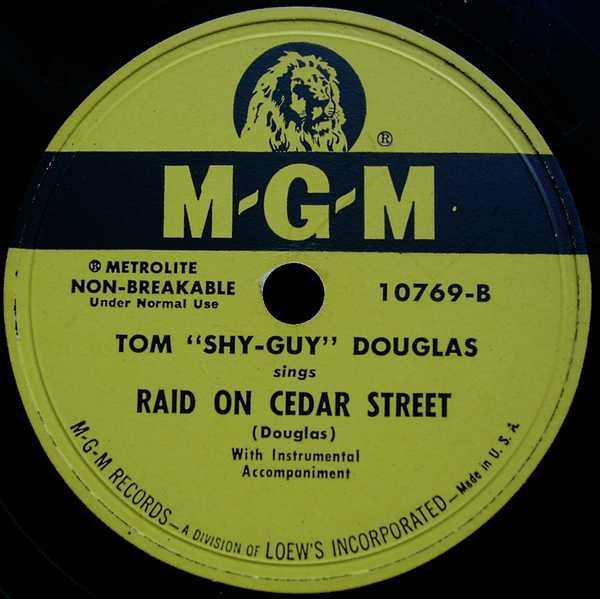 ®
M-G-M
® METROLITE
NON-BREAKABLE
Under Normal Use
10769-B
TOM "SHY-GUY" DOUGLAS
sings
RAID ON CEDAR STREET
(Douglas)
With Instrumental
Accompaniment
M-G-M RECORDS—A DIVISION OF LOEW'S INCORPORATED—Made in U. S. A.